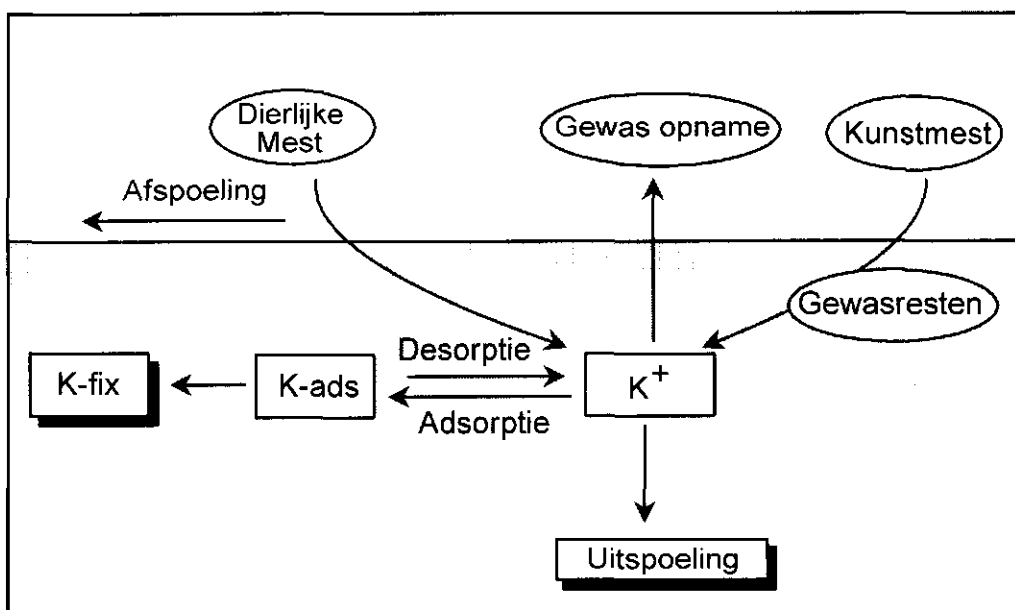 Dierlijke
Mest
Gewas opname
Kunstmest
Afspoeling
Gewasresten
Desorptie
K-fix
K-ads
K+
Adsorptie
Uitspoeling